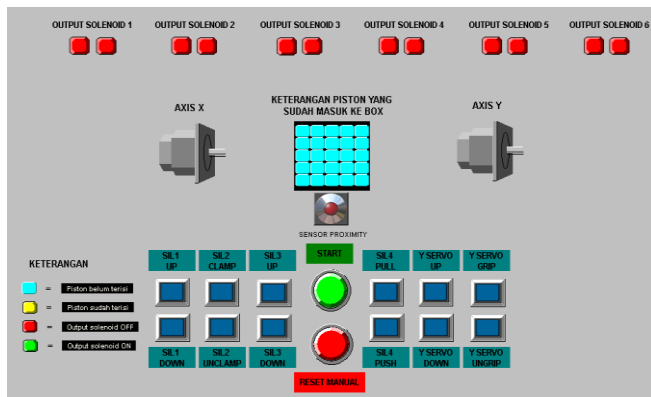 OUTPUT SOLENOID 1
OUTPUT SOLENOID 2
OUTPUT SOLENOID 3
OUTPUT SOLENOID 4
OUTPUT SOLENOID 5
OUTPUT SOLENOID 6
AXIS X
KETERANGAN PISTON YANG
SUDAH MASUK KE BOX
AXIS Y
SENSOR PROXIMITY
KETERANGAN
= Piston belum terisi
= Piston sudah terisi
= Output solenoid OFF
= Output solenoid ON
SIL1
UP
SIL2
CLAMP
SIL3
UP
START
SIL4
PULL
Y SERVO
UP
Y SERVO
GRIP
SIL1
DOWN
SIL2
UNCLAMP
SIL3
DOWN
SIL4
PUSH
Y SERVO
DOWN
Y SERVO
UNGRIP
RESET MANUAL